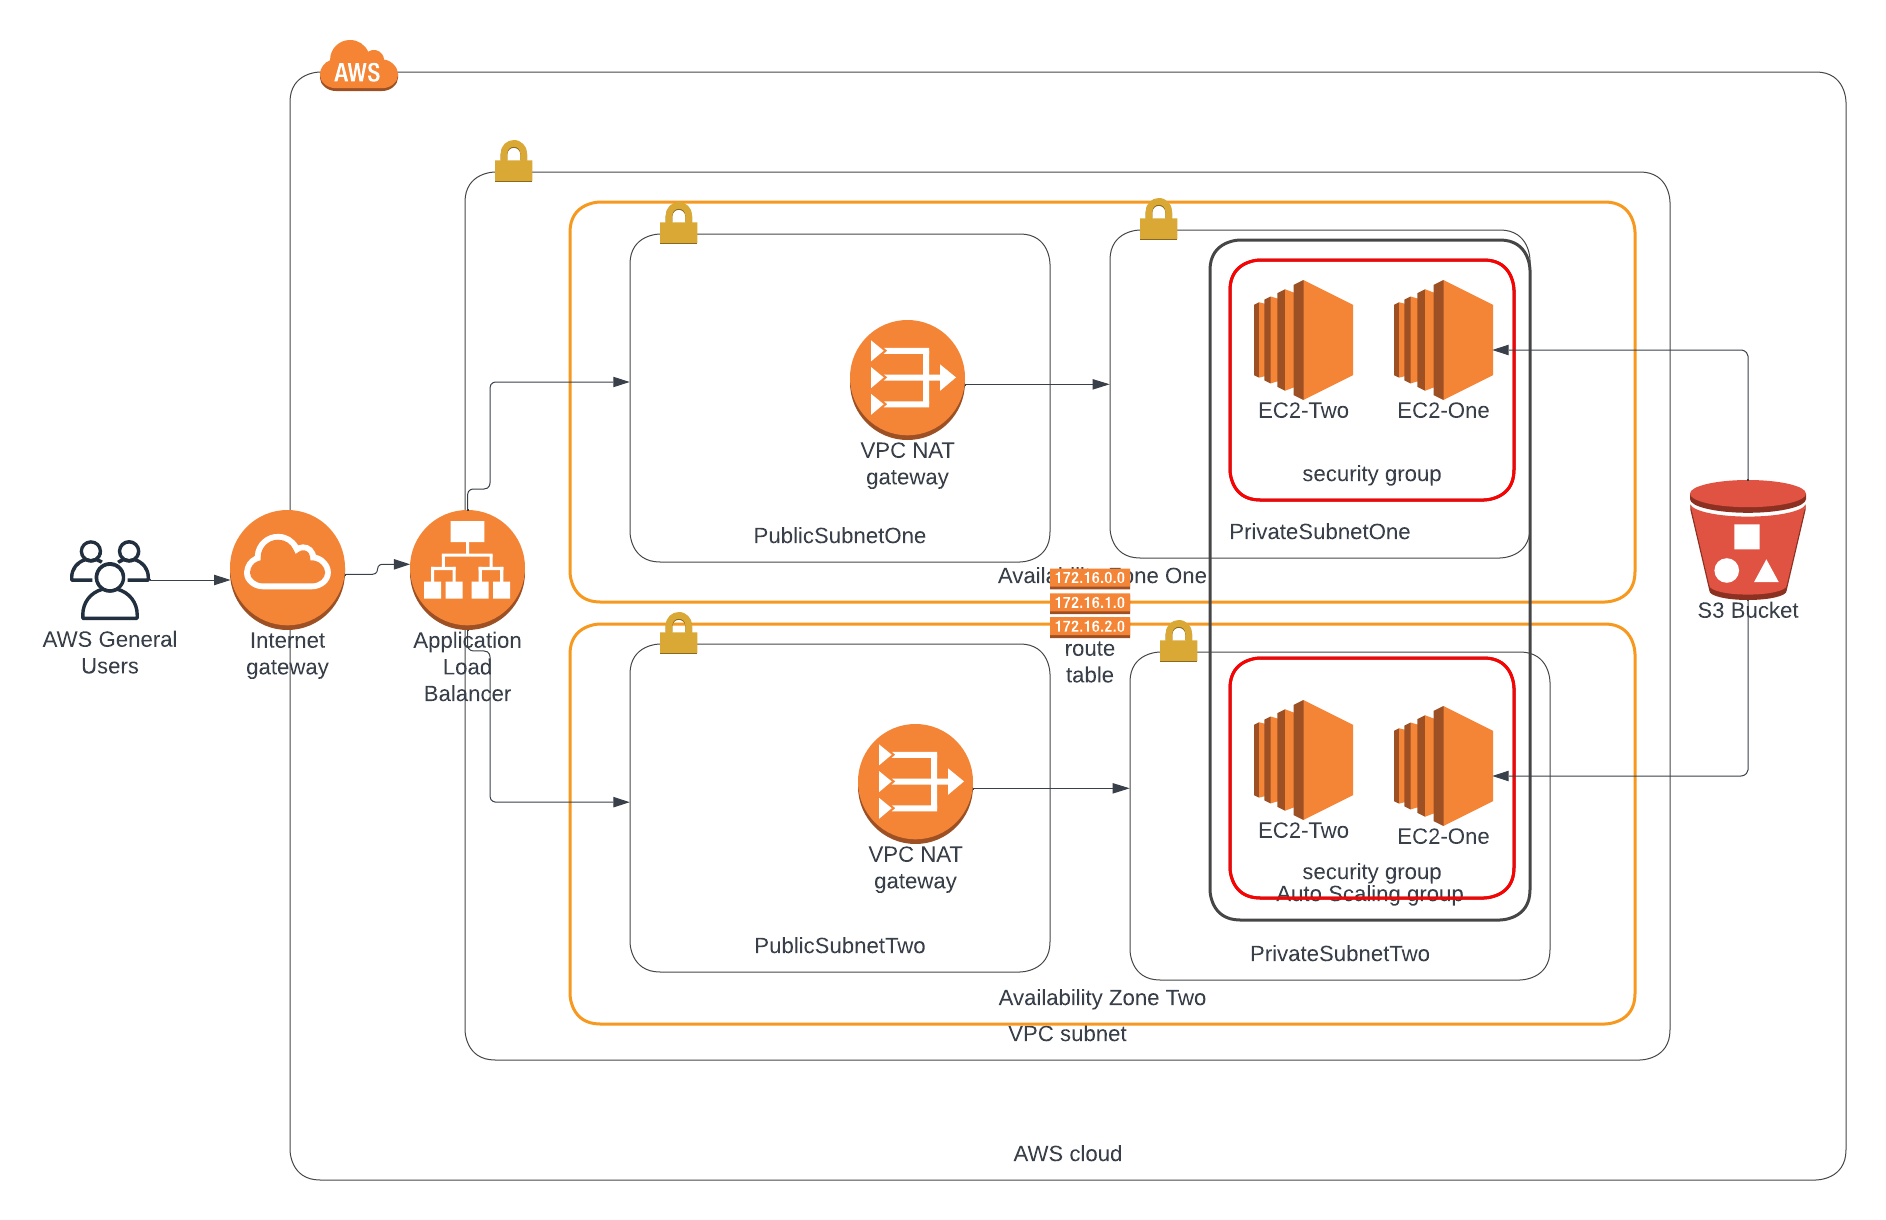 AWS
EC2-Two
EC2-One
VPC NAT
gateway
security group
PublicSubnetOne
PrivateSubnetOne
Availability Zone One
172.16.0.0
172.16.1.0
172.16.2.0
route
table
AWS General
Users
Internet
gateway
Application
Load
Balancer
S3 Bucket
EC2-Two
EC2-One
VPC NAT
gateway
security group
Auto Scaling group
PublicSubnetTwo
PrivateSubnetTwo
Availability Zone Two
VPC subnet
AWS cloud